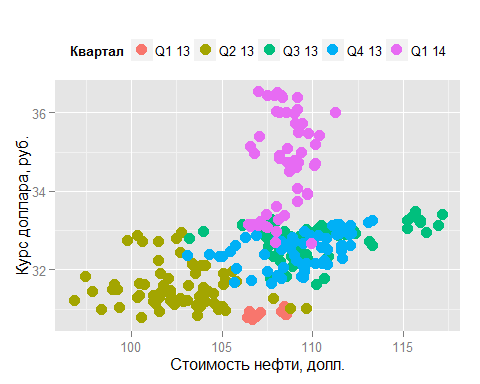 Квартал Q1 13 Q2 13 Q3 13 Q4 13 Q1 14
36
34
32
Курс доллара, руб.
100 105 110 115
Стоимость нефти, долл.